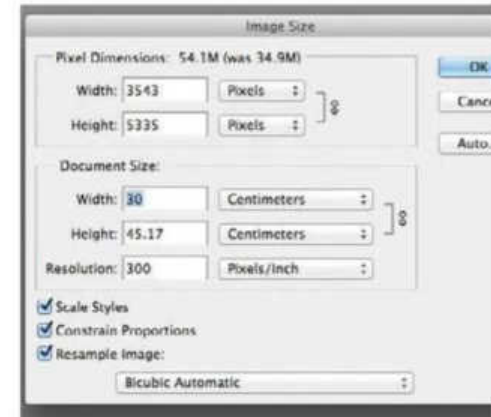 Image Size
Pixel Dimensions: 54.1M (was 34.9M)
OK
Width: 3543 Pixels
Height: 5335 Pixels
Auto.
Document Size:
Width: 30 Centimeters
Height: 45.17 Centimeters
Resolution: 300 Pixels/Inch
Scale Styles
Constrain Proportions
Resample Image:
Bicubic Automatic